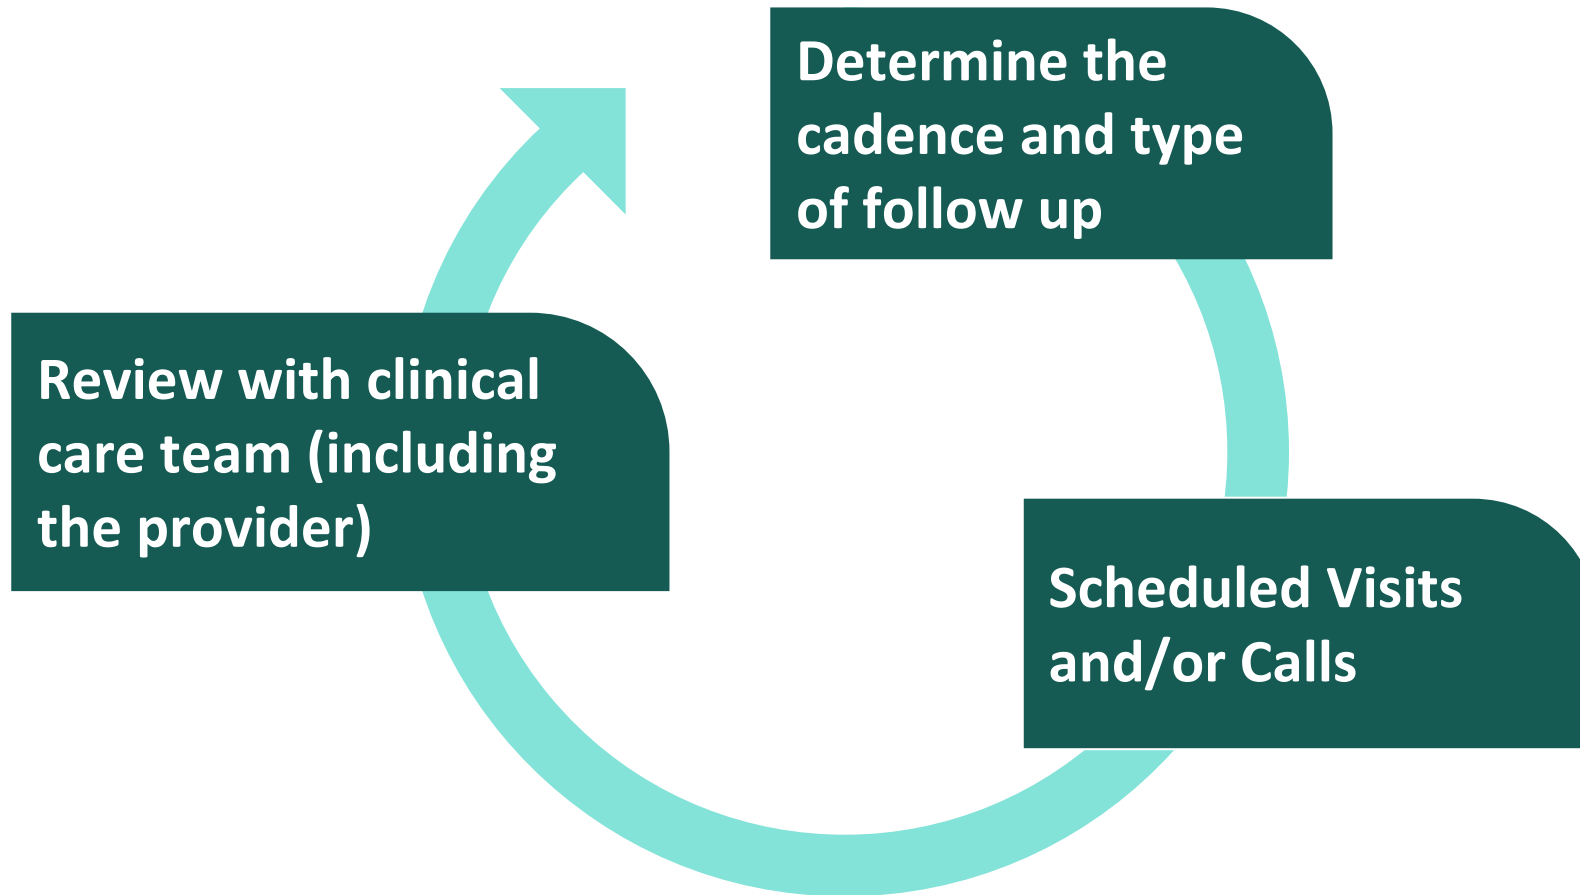 Determine the
cadence and type
of follow up
Scheduled Visits
and/or Calls
Review with clinical
care team (including
the provider)